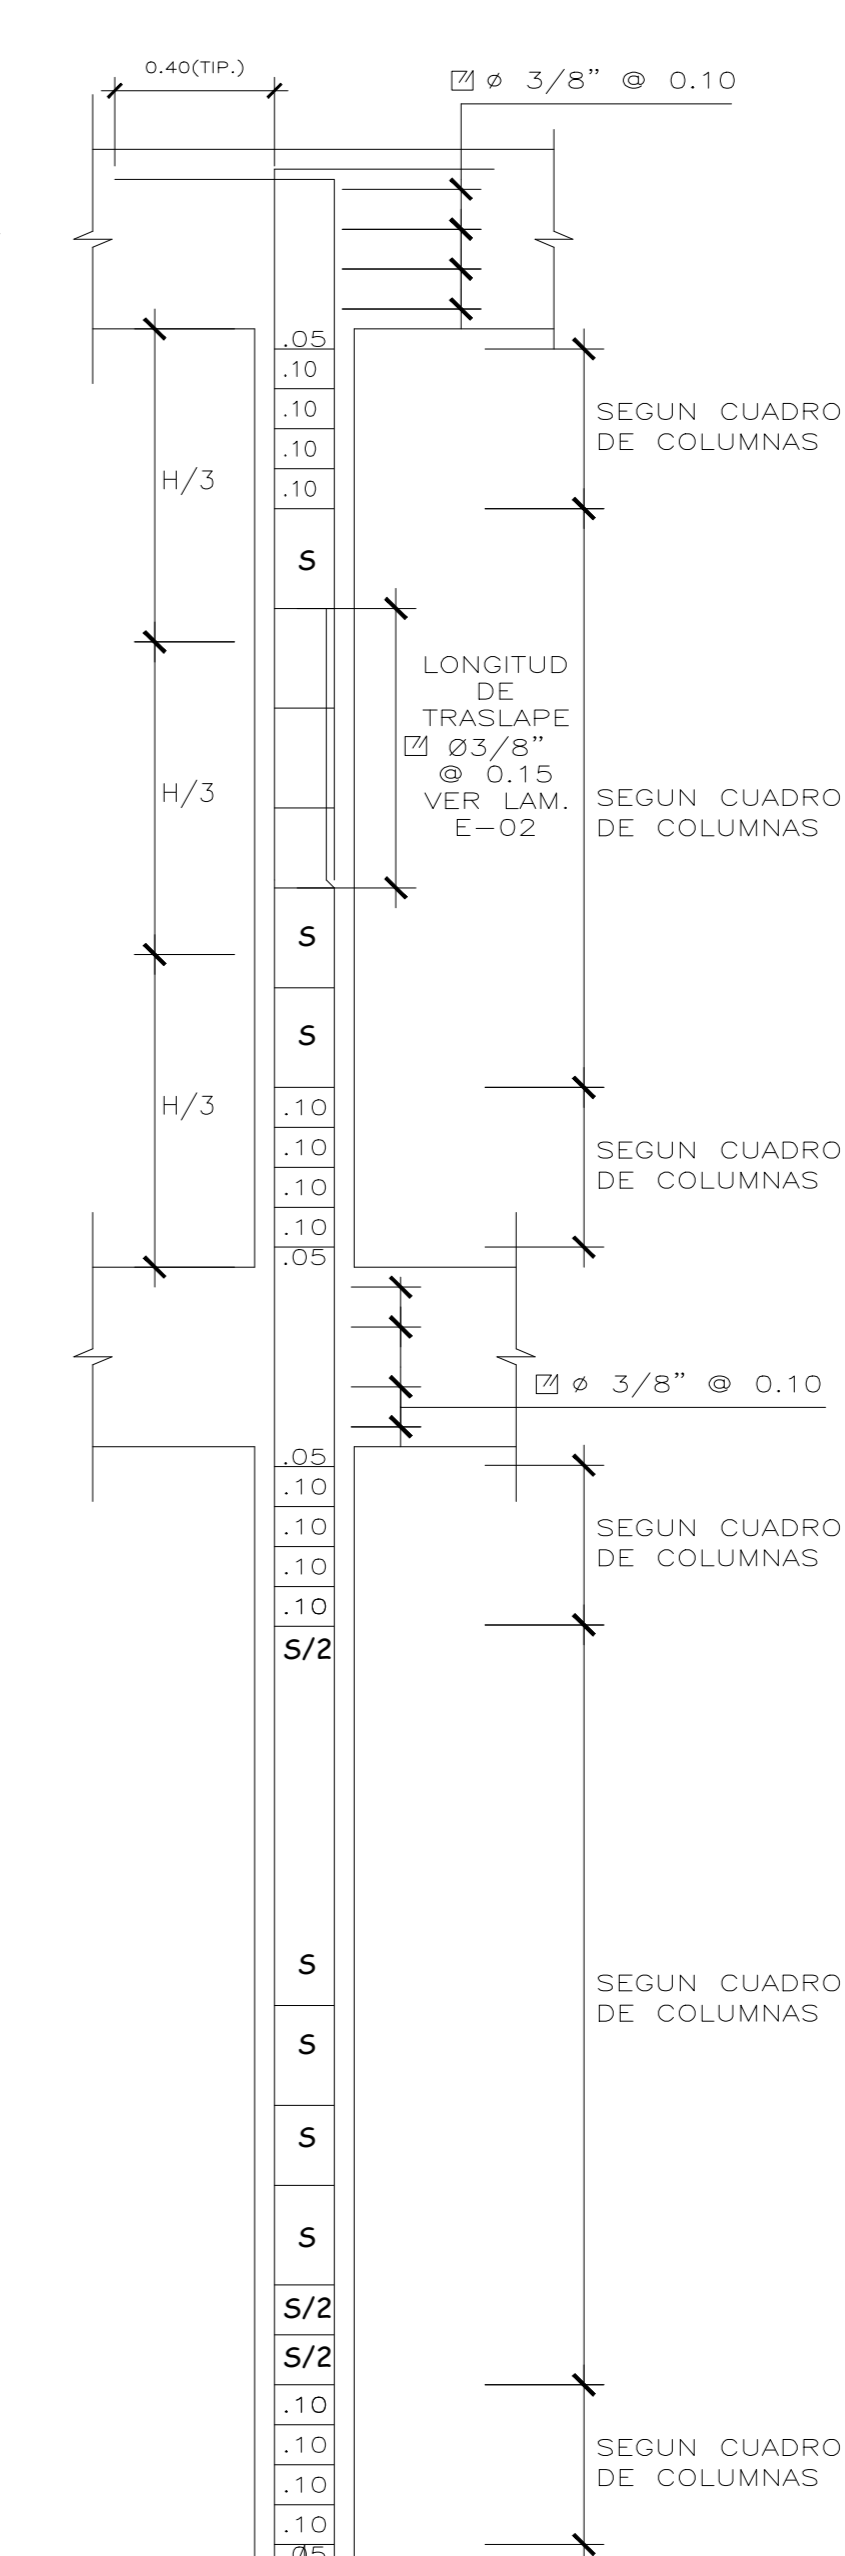 0.40(TIP.)
ø 3/8" @ 0.10
.05
.10
.10
.10
.10
SEGUN CUADRO
DE COLUMNAS
H/3
S
LONGITUD
DE
TRASLAPE
Ø3/8"
@ 0.15
VER LAM.
E-02
H/3
SEGUN CUADRO
DE COLUMNAS
S
S
H/3
.10
.10
.10
.10
.05
SEGUN CUADRO
DE COLUMNAS
ø 3/8" @ 0.10
.05
.10
.10
.10
.10
SEGUN CUADRO
DE COLUMNAS
S/2
S
SEGUN CUADRO
DE COLUMNAS
S
S
S
S/2
S/2
.10
.10
.10
.10
SEGUN CUADRO
DE COLUMNAS